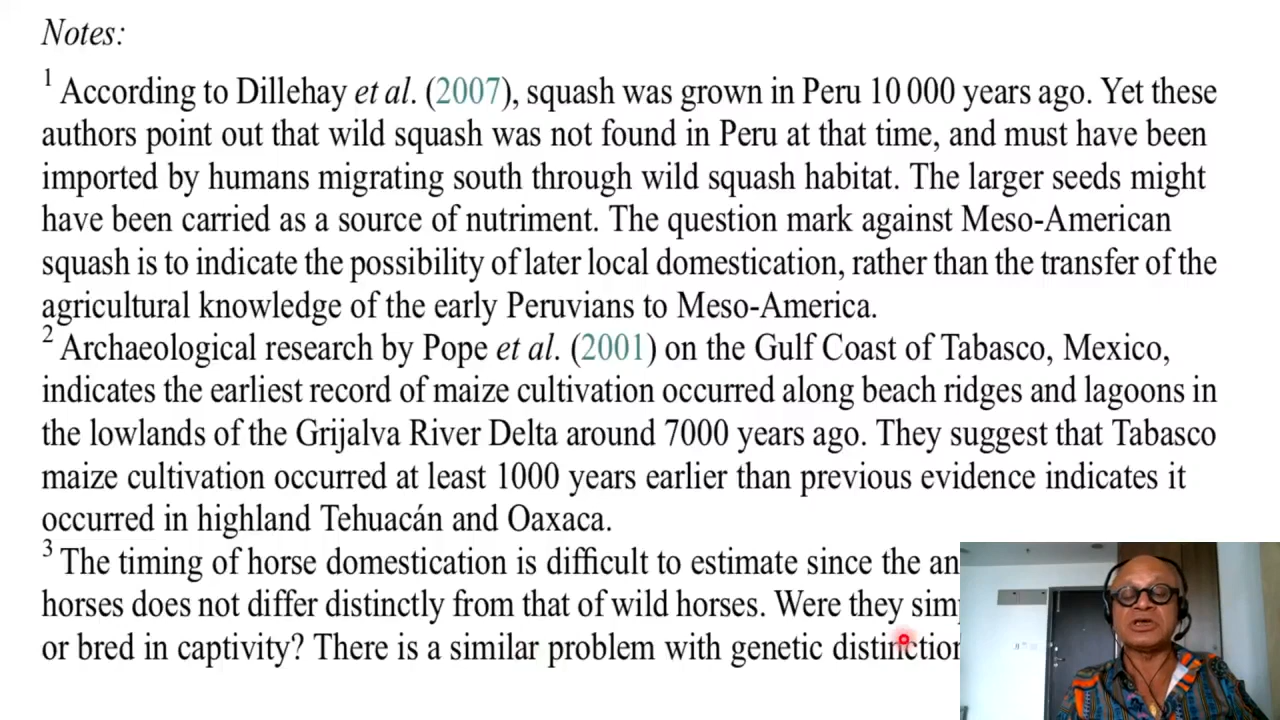 Notes:
1 According to Dillehay et al. (2007), squash was grown in Peru 10 000 years ago. Yet these
authors point out that wild squash was not found in Peru at that time, and must have been
imported by humans migrating south through wild squash habitat. The larger seeds might
have been carried as a source of nutriment. The question mark against Meso-American
squash is to indicate the possibility of later local domestication, rather than the transfer of the
agricultural knowledge of the early Peruvians to Meso-America.
2 Archaeological research by Pope et al. (2001) on the Gulf Coast of Tabasco, Mexico,
indicates the earliest record of maize cultivation occurred along beach ridges and lagoons in
the lowlands of the Grijalva River Delta around 7000 years ago. They suggest that Tabasco
maize cultivation occurred at least 1000 years earlier than previous evidence indicates it
occurred in highland Tehuacán and Oaxaca.
3 The timing of horse domestication is difficult to estimate since the
horses does not differ distinctly from that of wild horses. Were they
or bred in captivity? There is a similar problem with genetic